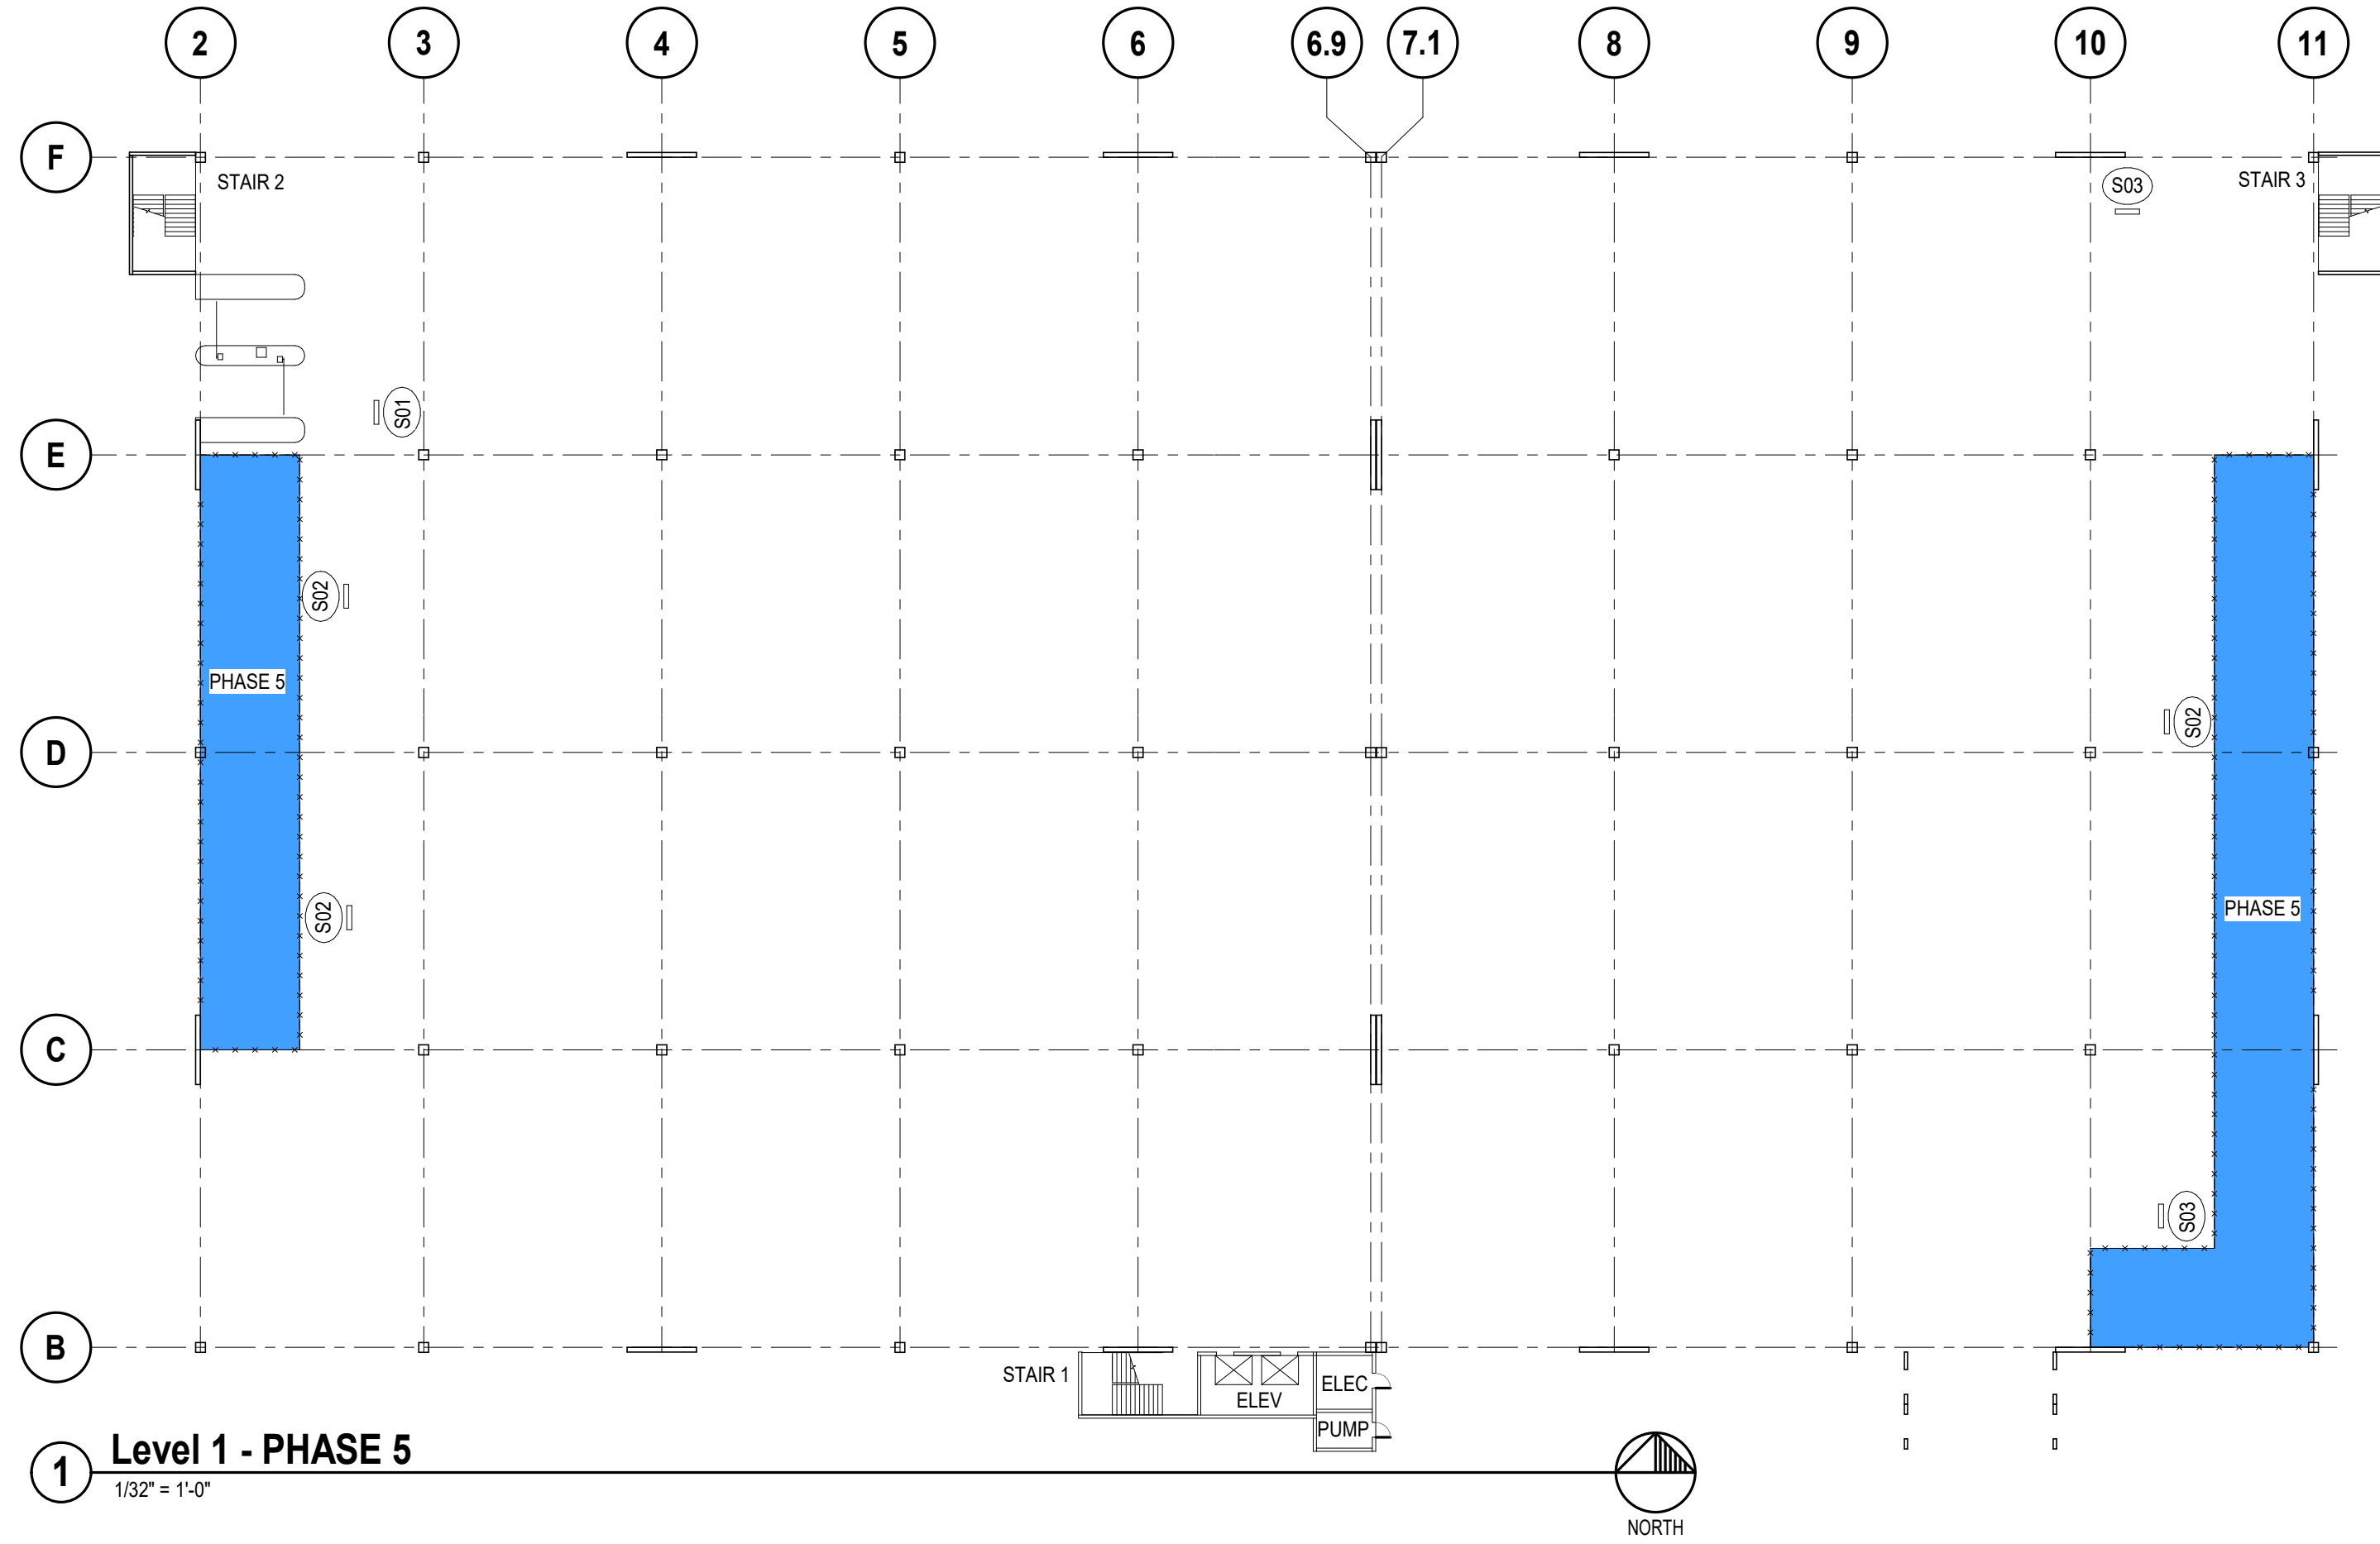 2 3 4 5 6 6.9 7.1 8 9 10 11
F
STAIR 2
S03
STAIR 3
S01
E
S02
PHASE 5
S02
D
S02
PHASE 5
C
S03
B
STAIR 1
ELEV
ELEC
PUMP
1
Level 1 - PHASE 5
1/32" = 1'-0"
NORTH